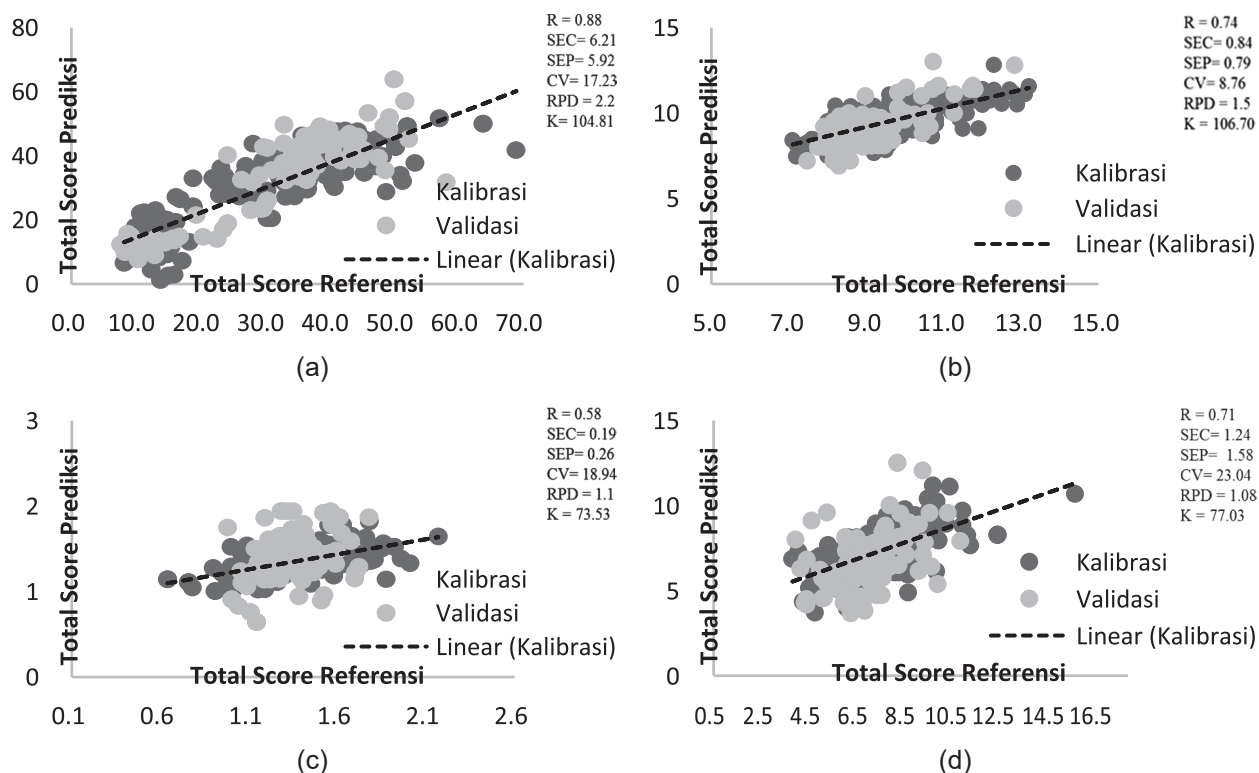 80
60
40
20
0
Total Score Prediksi
R = 0.88
SEC= 6.21
SEP= 5.92
CV= 17.23
RPD = 2.2
K= 104.81
Kalibrasi
Validasi
Linear (Kalibrasi)
Total Score Referensi
0.0 10.0 20.0 30.0 40.0 50.0 60.0 70.0
(a)
15
10
5
0
Total Score Prediksi
R = 0.74
SEC= 0.84
SEP= 0.79
CV= 8.76
RPD = 1.5
K = 106.70
Kalibrasi
Validasi
Linear (Kalibrasi)
Total Score Referensi
5.0 7.0 9.0 11.0 13.0 15.0
(b)
3
2
1
0
Total Score Prediksi
R = 0.58
SEC= 0.19
SEP= 0.26
CV= 18.94
RPD = 1.1
K = 73.53
Kalibrasi
Validasi
Linear (Kalibrasi)
Total Score Referensi
0.1 0.6 1.1 1.6 2.1 2.6
(c)
15
10
5
0
Total Score Prediksi
R = 0.71
SEC= 1.24
SEP= 1.58
CV= 23.04
RPD = 1.08
K = 77.03
Kalibrasi
Validasi
Linear (Kalibrasi)
Total Score Referensi
0.5 2.5 4.5 6.5 8.5 10.5 12.5 14.5 16.5
(d)